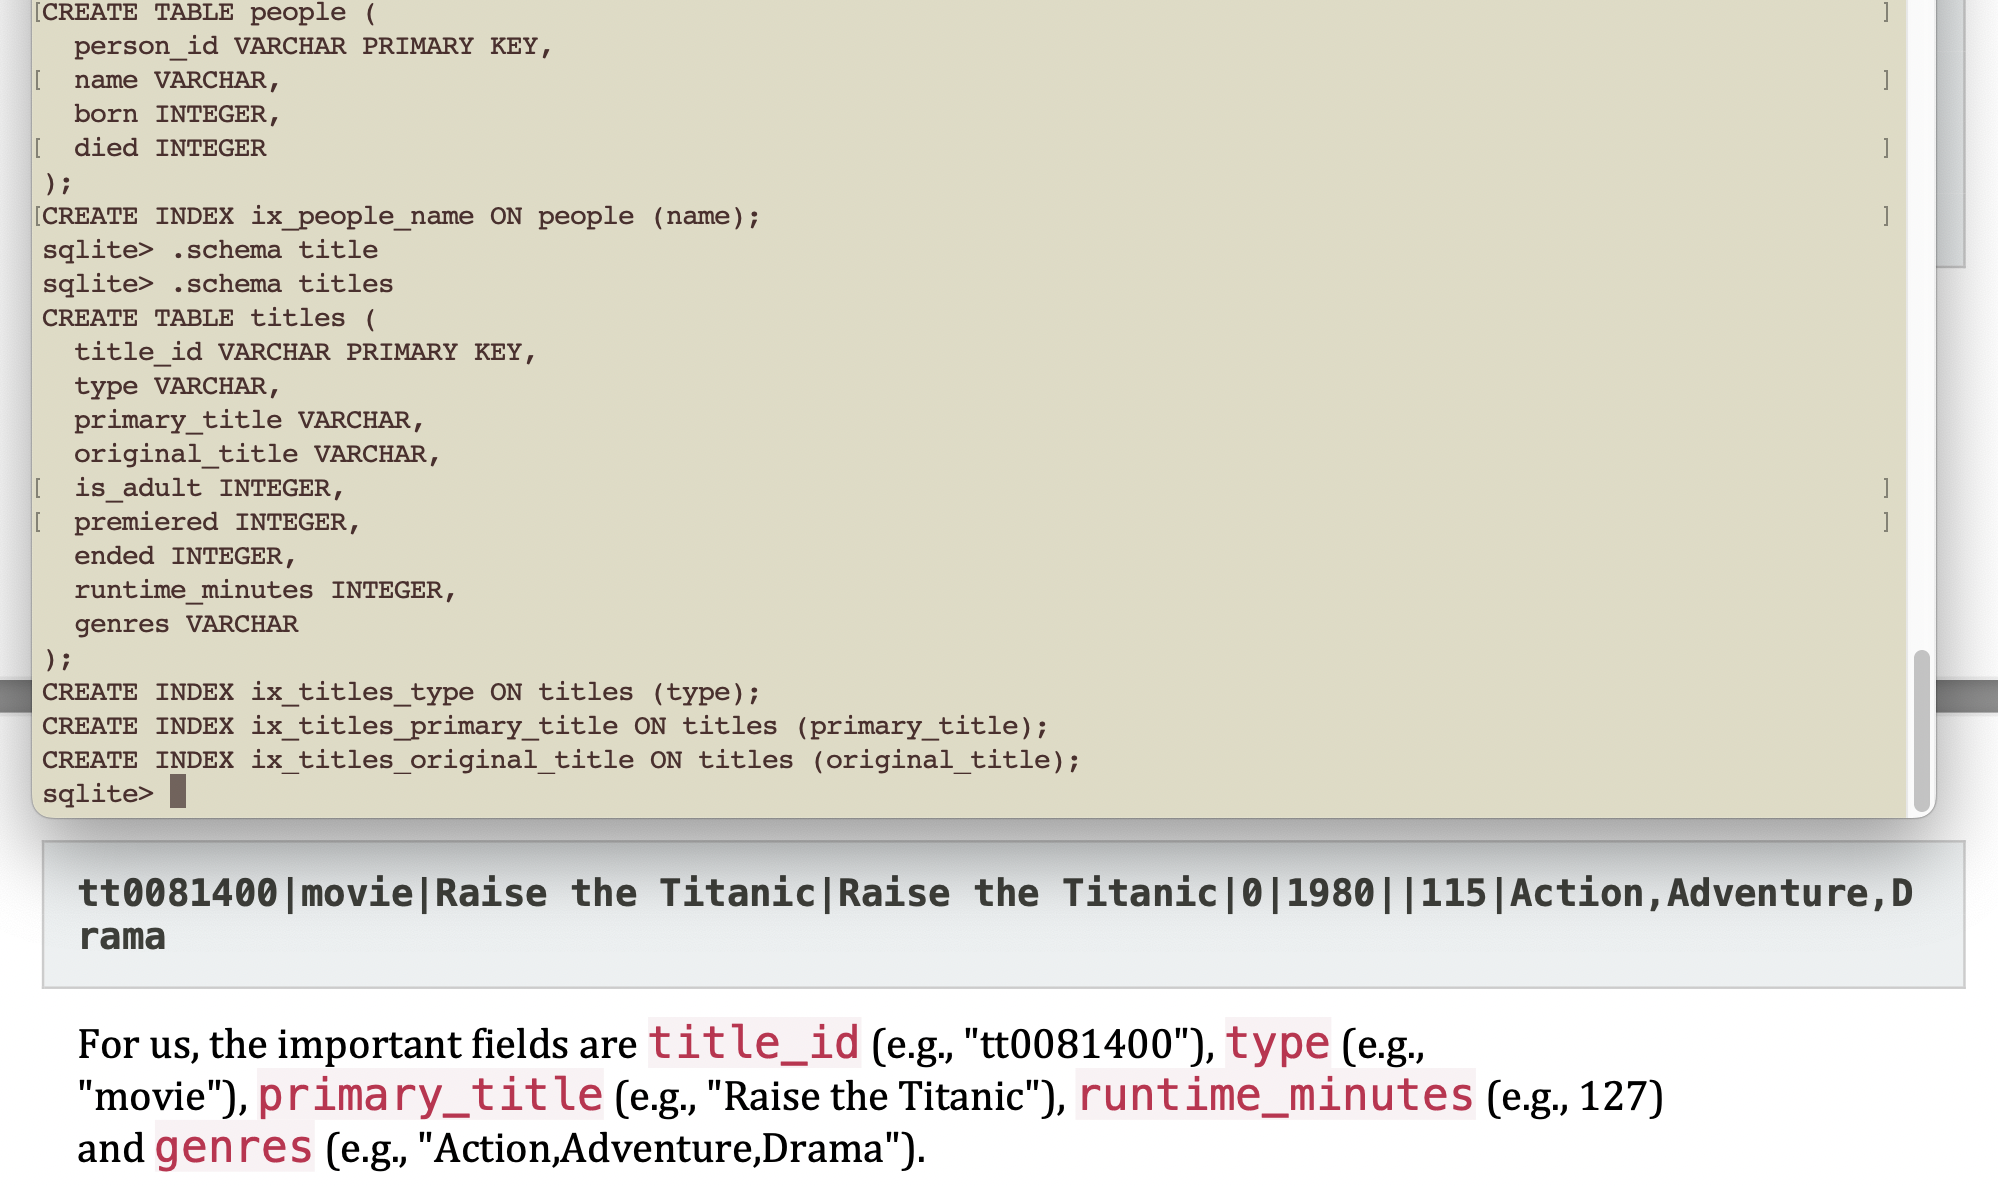 [CREATE TABLE people ( ]
  person_id VARCHAR PRIMARY KEY,
[  name VARCHAR, ]
  born INTEGER,
[  died INTEGER ]
);
[CREATE INDEX ix_people_name ON people (name); ]
sqlite> .schema title
sqlite> .schema titles
CREATE TABLE titles (
  title_id VARCHAR PRIMARY KEY,
  type VARCHAR,
  primary_title VARCHAR,
  original_title VARCHAR,
[  is_adult INTEGER, ]
[  premiered INTEGER, ]
  ended INTEGER,
  runtime_minutes INTEGER,
  genres VARCHAR
);
CREATE INDEX ix_titles_type ON titles (type);
CREATE INDEX ix_titles_primary_title ON titles (primary_title);
CREATE INDEX ix_titles_original_title ON titles (original_title);
sqlite>
tt0081400|movie|Raise the Titanic|Raise the Titanic|0|1980||115|Action,Adventure,D
rama
For us, the important fields are title_id (e.g., "tt0081400"), type (e.g.,
"movie"), primary_title (e.g., "Raise the Titanic"), runtime_minutes (e.g., 127)
and genres (e.g., "Action,Adventure,Drama").